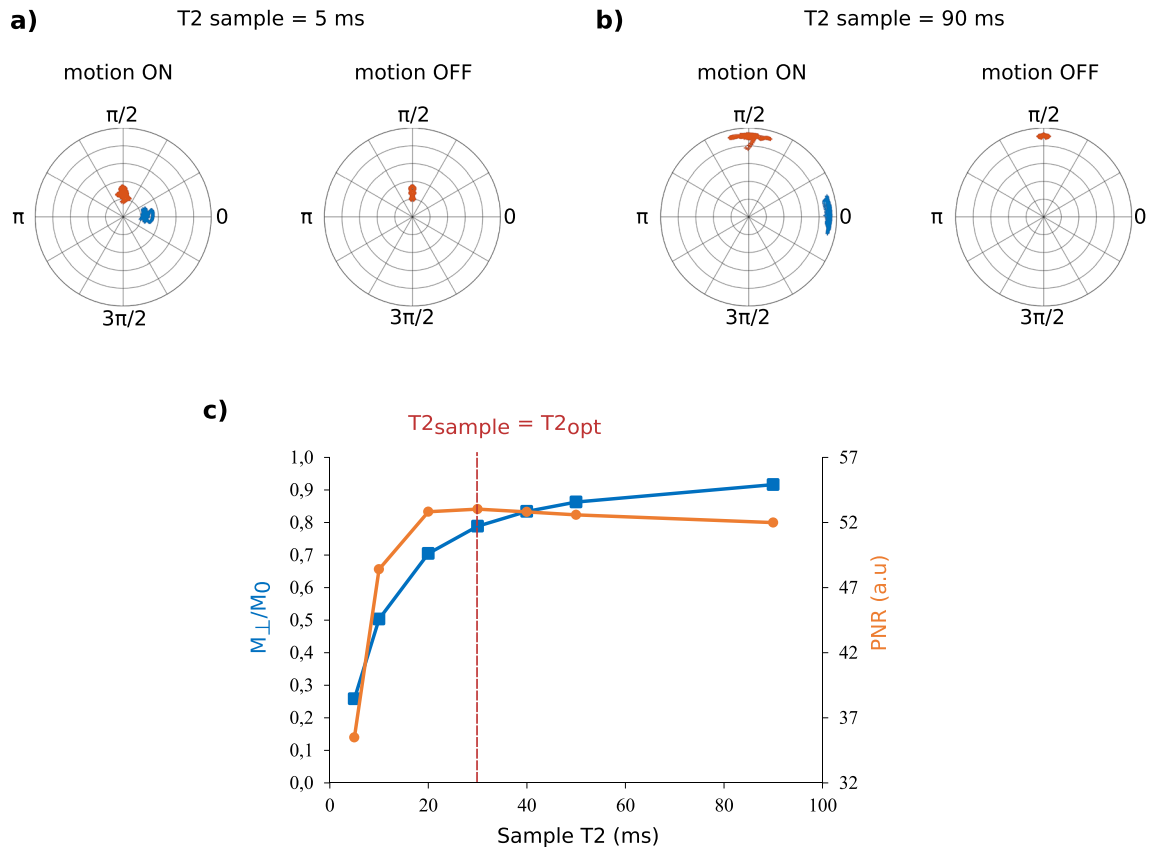 a)
T2 sample = 5 ms
b)
T2 sample = 90 ms
motion ON
motion OFF
motion ON
motion OFF
π/2
π/2
π/2
π/2
π
0
π
0
π
0
π
0
3π/2
3π/2
3π/2
3π/2
c)
T2sample = T2opt
1,0
0,9
0,8
0,7
0,6
0,5
0,4
0,3
0,2
0,1
0,0
M⊥/M0
57
52
47
42
37
32
PNR (a.u)
0
20
40
60
80
100
Sample T2 (ms)